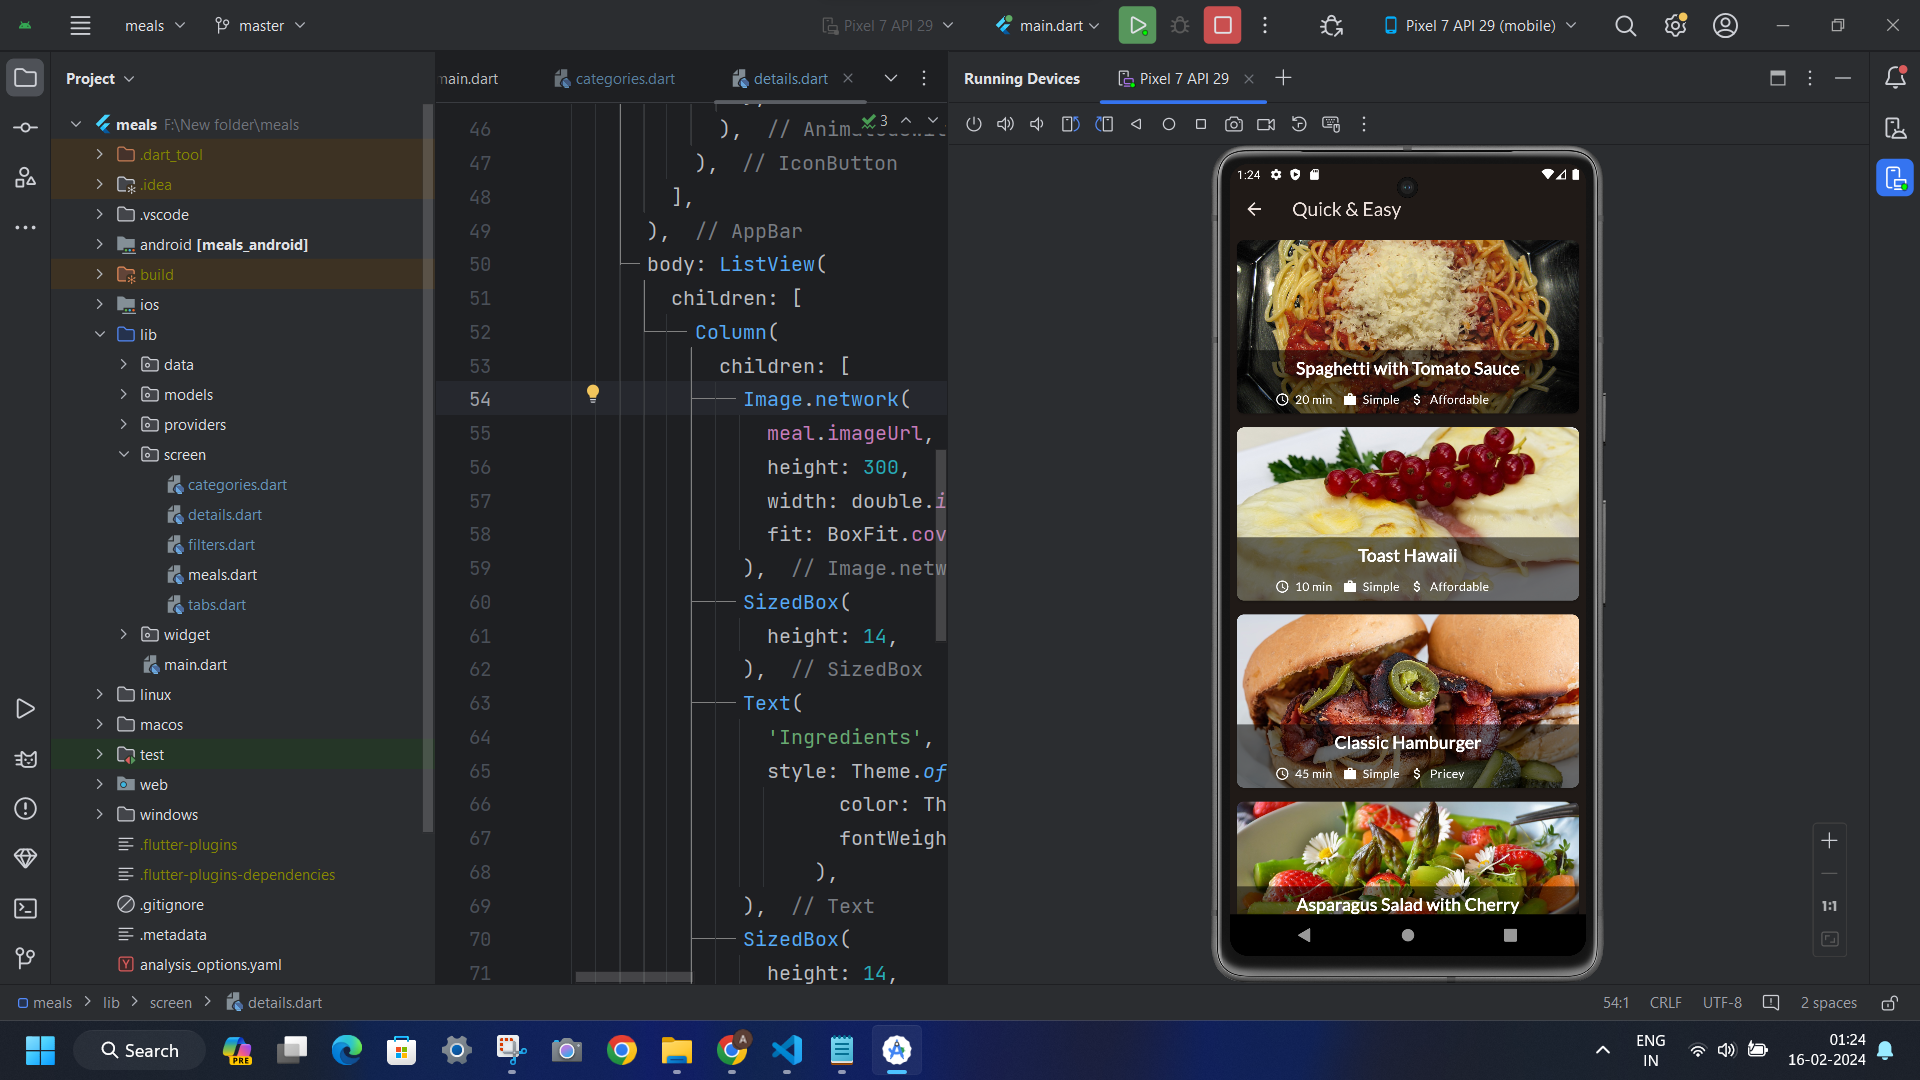 meals
master
Pixel 7 API 29
main.dart
Pixel 7 API 29 (mobile)
Project
main.dart
categories.dart
details.dart
Running Devices
Pixel 7 API 29
meals F:\New folder\meals
.dart_tool
.idea
.vscode
android [meals_android]
build
ios
lib
data
models
providers
screen
categories.dart
details.dart
filters.dart
meals.dart
tabs.dart
widget
main.dart
linux
macos
test
web
windows
.flutter-plugins
.flutter-plugins-dependencies
.gitignore
.metadata
analysis_options.yaml
3
46 ), // AnimatedSwit
47 ), // IconButton
48 ],
49 ), // AppBar
50 body: ListView(
51 children: [
52 Column(
53 children: [
54 Image.network(
55 meal.imageUrl,
56 height: 300,
57 width: double.i
58 fit: BoxFit.cov
59 ), // Image.netw
60 SizedBox(
61 height: 14,
62 ), // SizedBox
63 Text(
64 'Ingredients',
65 style: Theme.of
66 color: Th
67 fontWeigh
68 ),
69 ), // Text
70 SizedBox(
71 height: 14,
1:24
Quick & Easy
Spaghetti with Tomato Sauce
20 min Simple $ Affordable
Toast Hawaii
10 min Simple $ Affordable
Classic Hamburger
45 min Simple $ Pricey
Asparagus Salad with Cherry
1:1
meals > lib > screen > details.dart
54:1 CRLF UTF-8 2 spaces
Search
PRE
A
ENG
IN
01:24
16-02-2024